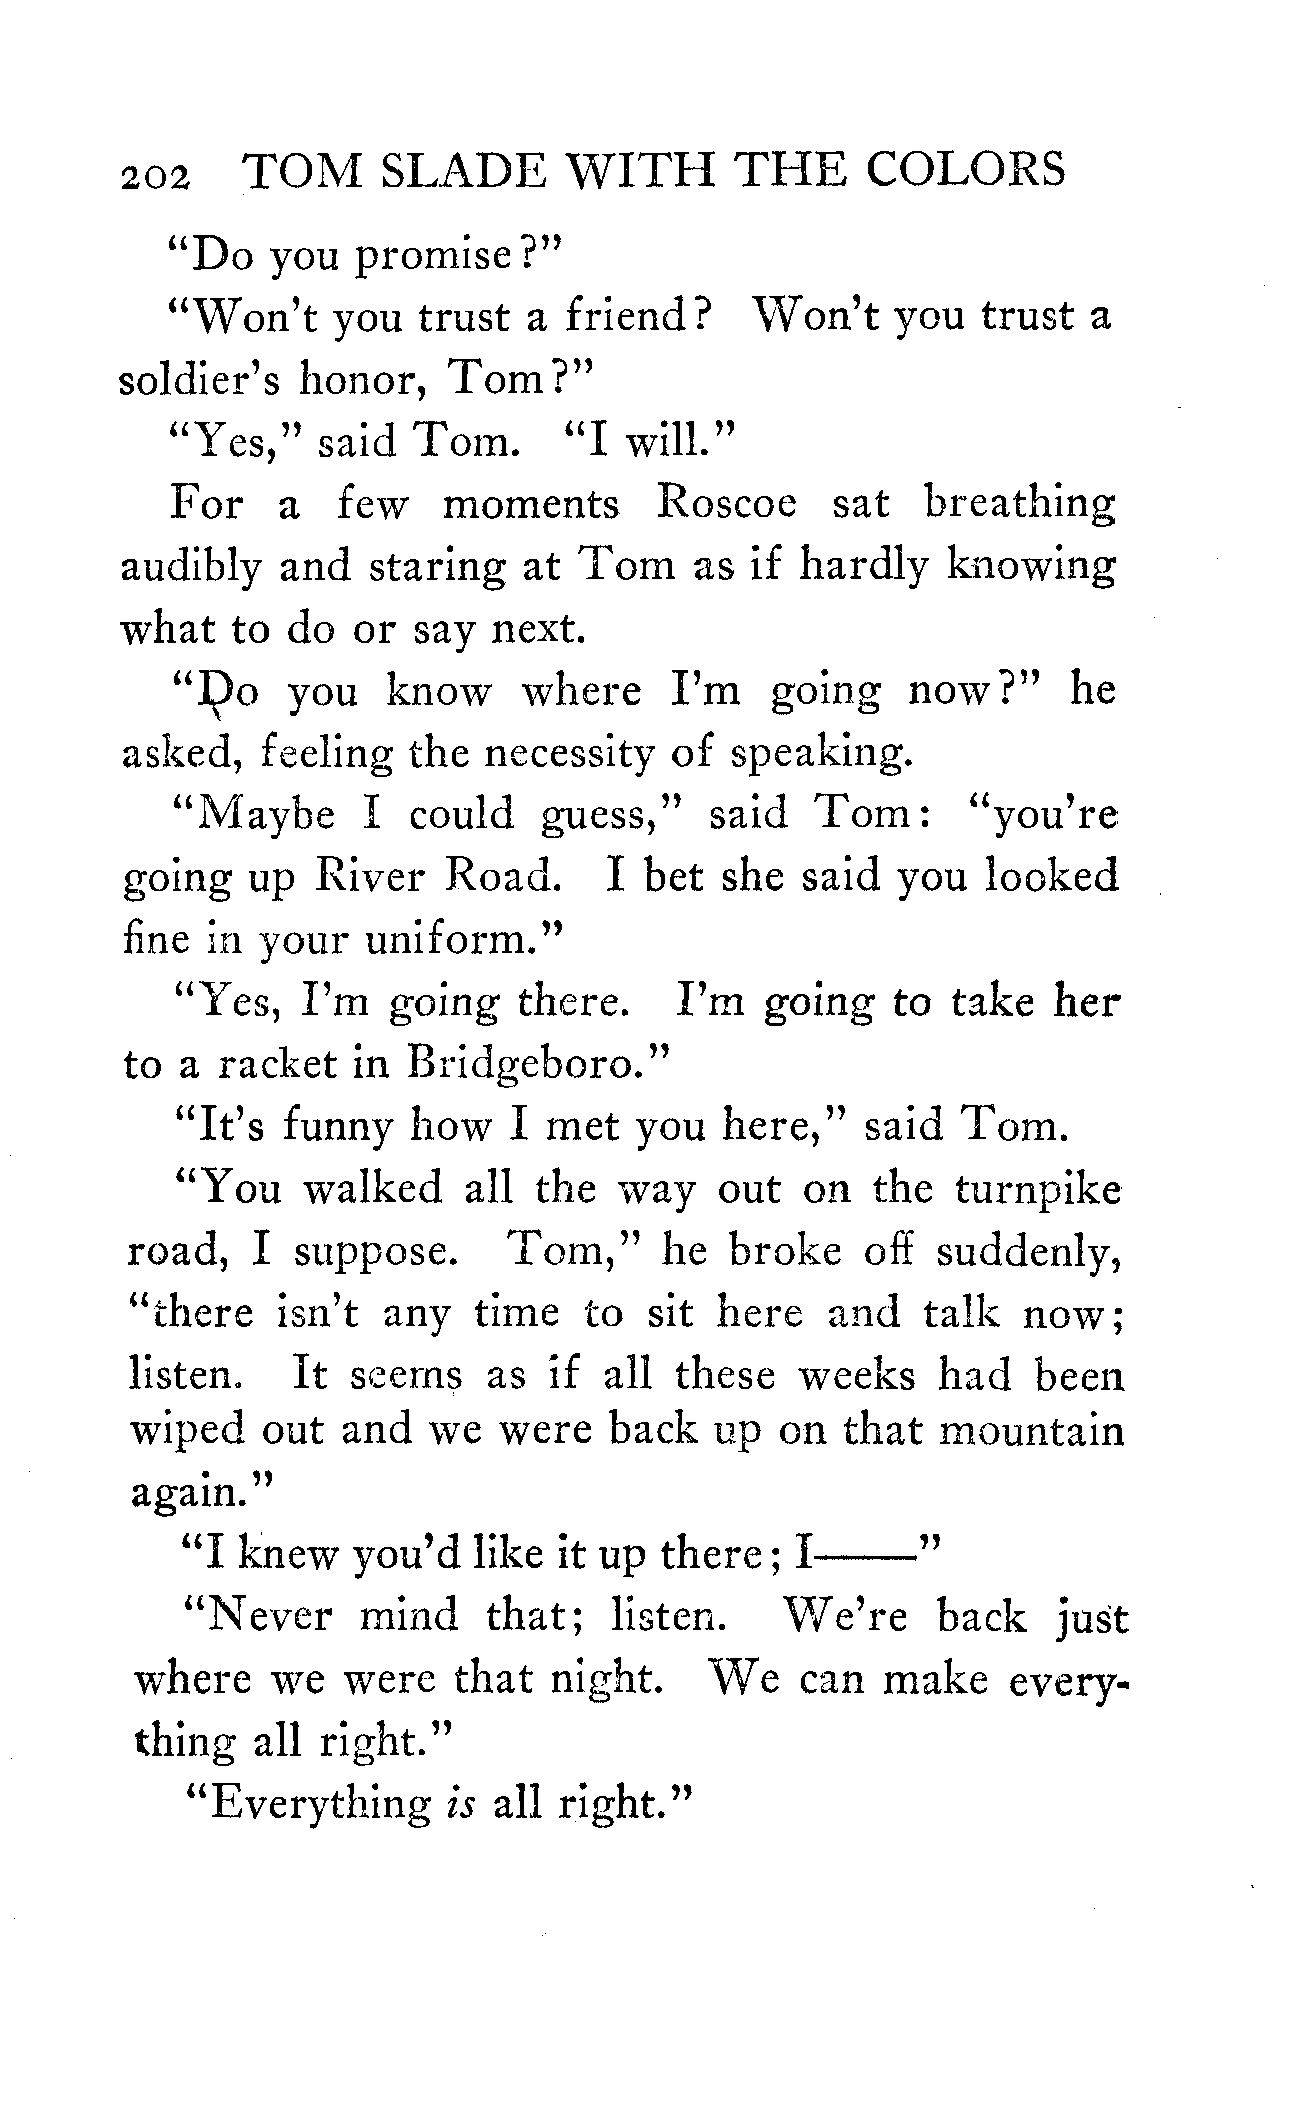 202 TOM SLADE WITH THE COLORS
“Do you promise?”
“Won’t you trust a friend? Won’t you trust a
soldier’s honor, Tom?”
“Yes,” said Tom. “I will.”
For a few moments Roscoe sat breathing
audibly and staring at Tom as if hardly knowing
what to do or say next.
“Do you know where I’m going now?” he
asked, feeling the necessity of speaking.
“Maybe I could guess,” said Tom: “you’re
going up River Road. I bet she said you looked
fine in your uniform.”
“Yes, I’m going there. I’m going to take her
to a racket in Bridgeboro.”
“It’s funny how I met you here,” said Tom.
“You walked all the way out on the turnpike
road, I suppose. Tom,” he broke off suddenly,
“there isn’t any time to sit here and talk now;
listen. It seems as if all these weeks had been
wiped out and we were back up on that mountain
again.”
“I knew you’d like it up there; I——”
“Never mind that; listen. We’re back just
where we were that night. We can make every-
thing all right.”
“Everything is all right.”